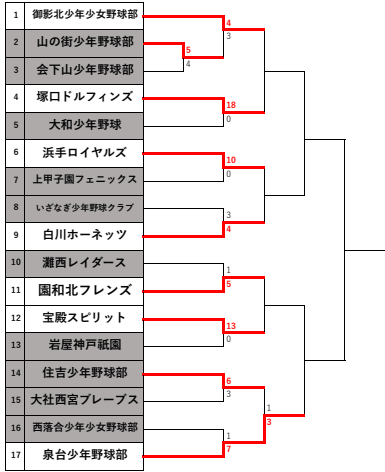 1 御影北少年少女野球部 4
2 山の街少年野球部 5 3
3 会下山少年野球部 4
4 塚口ドルフィンズ 18
5 大和少年野球 0
6 浜手ロイヤルズ 10
7 上甲子園フェニックス 0
8 いざなぎ少年野球クラブ 3
9 白川ホーネッツ 4
10 灘西レイダース 1
11 園和北フレンズ 5
12 宝殿スピリット 13
13 岩屋神戸祇園 0
14 住吉少年野球部 6
15 大社西宮ブレーブス 3 1
16 西落合少年少女野球部 1 3
17 泉台少年野球部 7